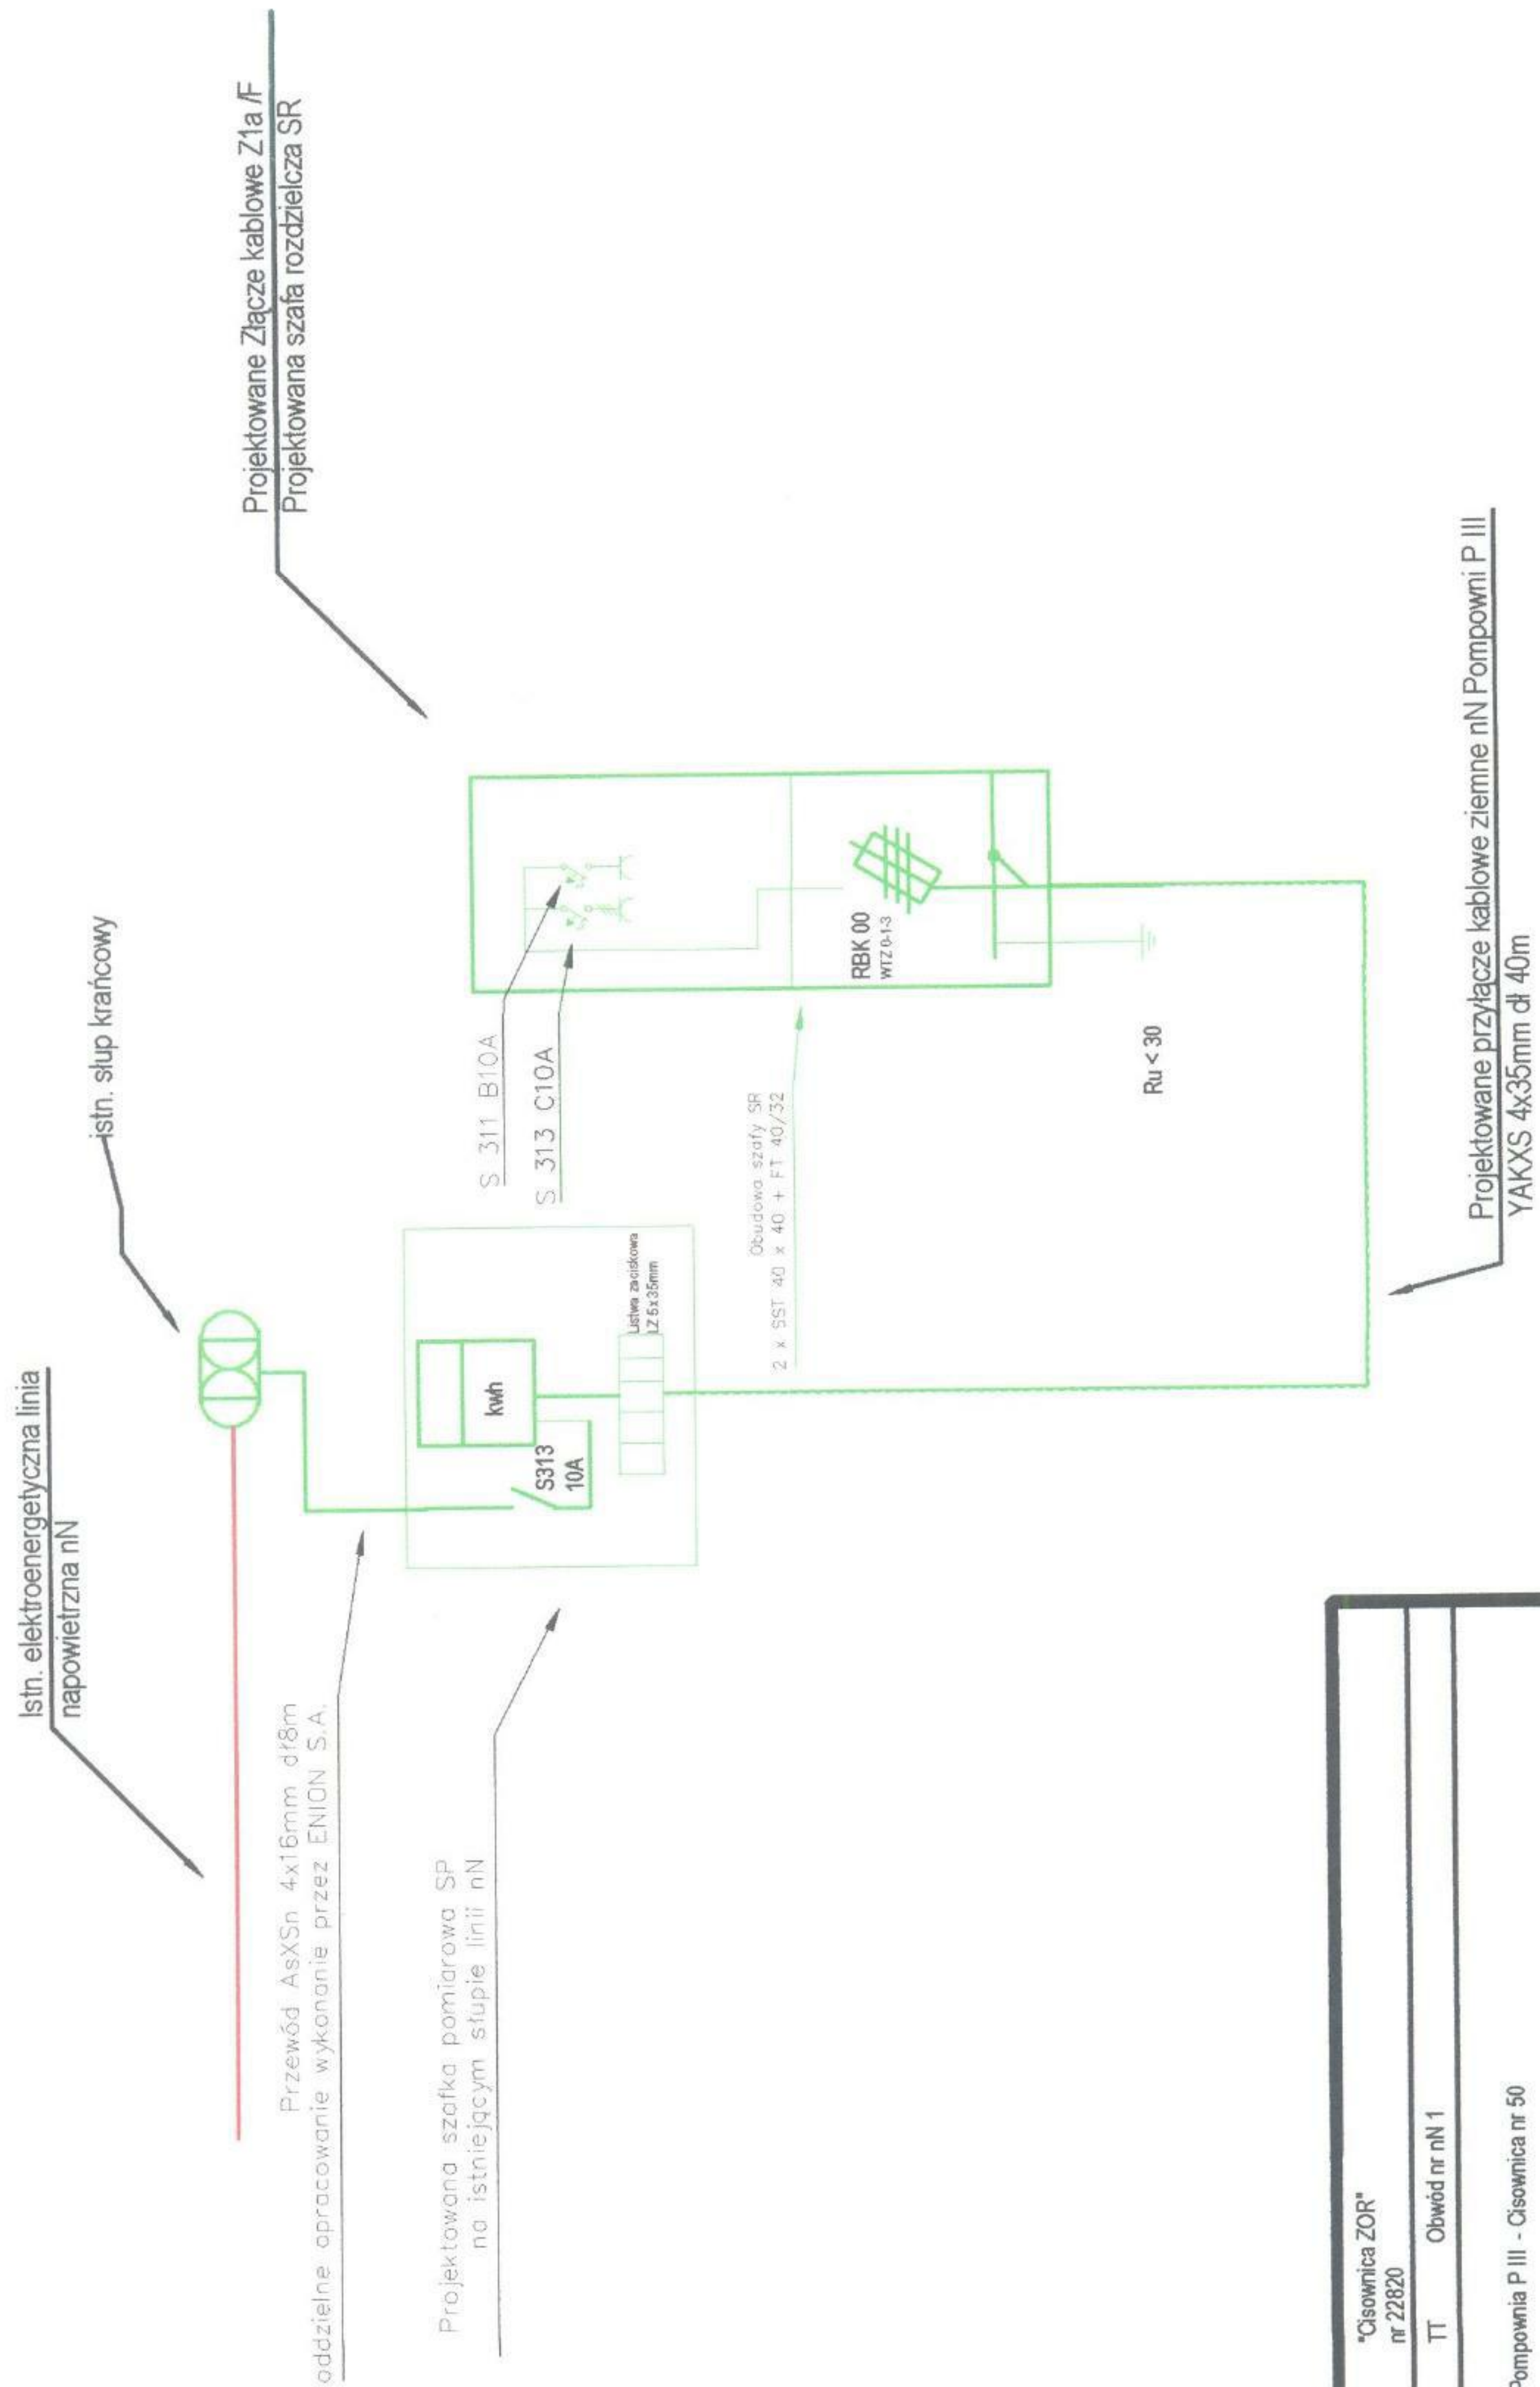 Istn. elektroenergetyczna linia
napowietrzna nN
istn. słup krańcowy
Projektowane Złącze kablowe Z1a /F
Projektowana szafa rozdzielcza SR
Przewód AsXSn 4x16mm dł8m
oddzielne opracowanie wykonanie przez ENION S.A.
Projektowana szafka pomiarowa SP
na istniejącym słupie linii nN
kwh
S313
10A
Listwa zaciskowa
LZ 5x35mm
S 311 B10A
S 313 C10A
Obudowa szafy SR
2 x SST 40 x 40 + FT 40/32
RBK 00
WTZ 0-1-3
Ru < 30
Projektowane przyłącze kablowe ziemne nN Pompowni P III
YAKXS 4x35mm dł 40m
"Cisownica ZOR"
nr 22820
TT Obwód nr nN 1
Pompownia P III - Cisownica nr 50